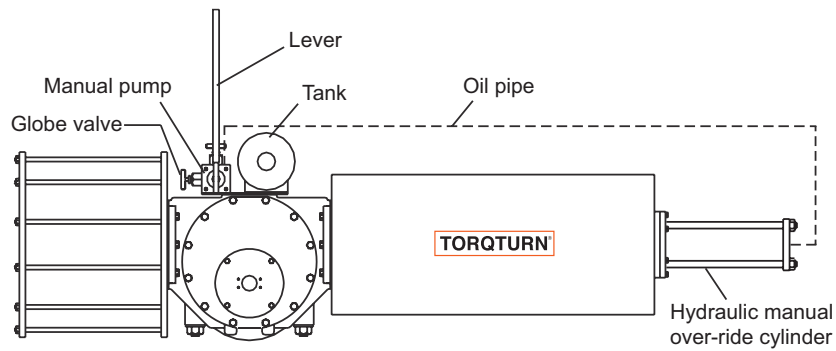 Lever
Manual pump
Tank
Oil pipe
Globe valve
TORQTURN®
Hydraulic manual
over-ride cylinder